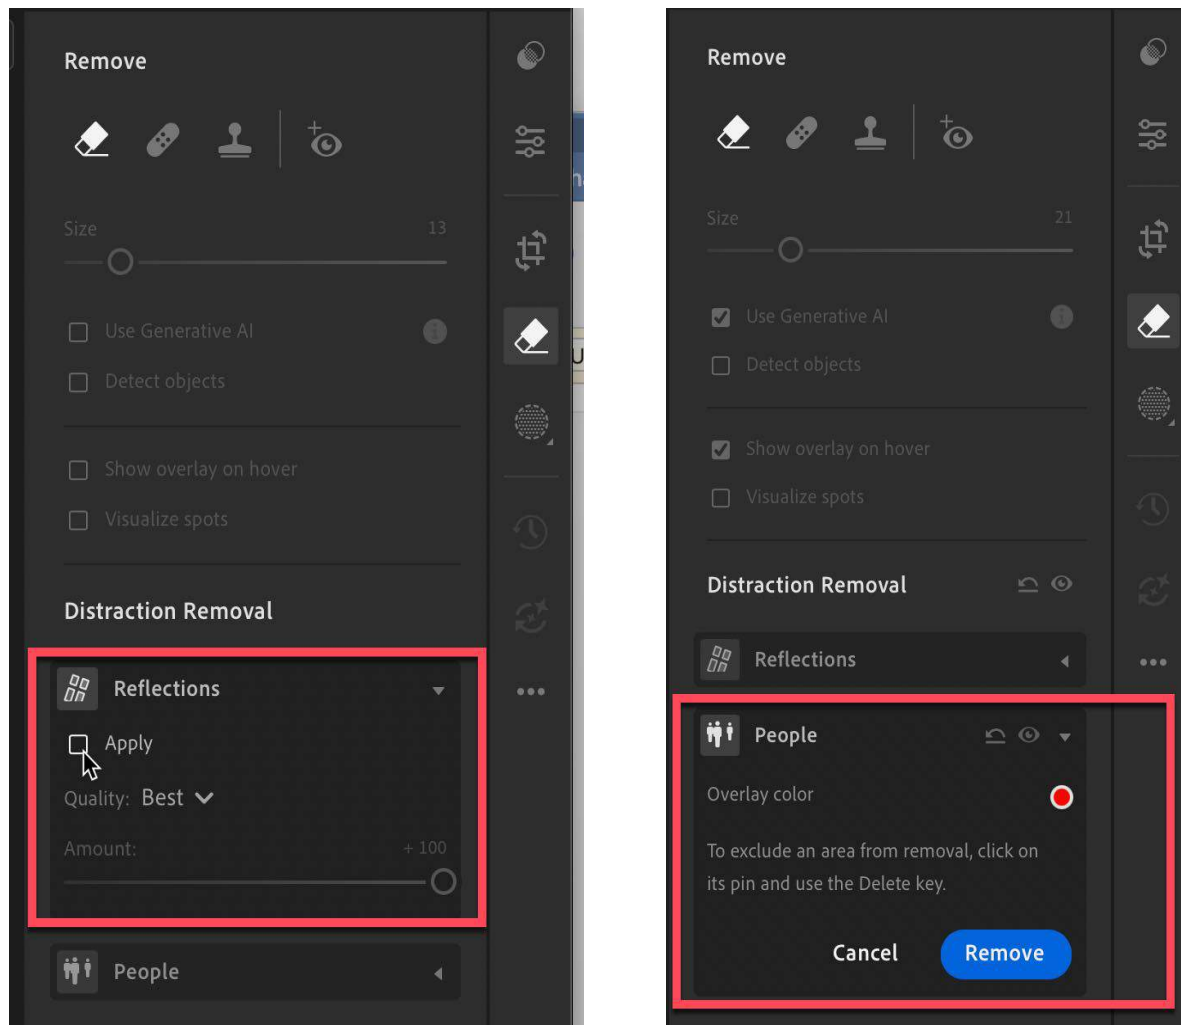 Remove
Size 13
Use Generative AI
Detect objects
Show overlay on hover
Visualize spots
Distraction Removal
Reflections
Apply
Quality: Best
Amount: + 100
People
Remove
Size 21
Use Generative AI
Detect objects
Show overlay on hover
Visualize spots
Distraction Removal
Reflections
People
Overlay color
To exclude an area from removal, click on
its pin and use the Delete key.
Cancel Remove